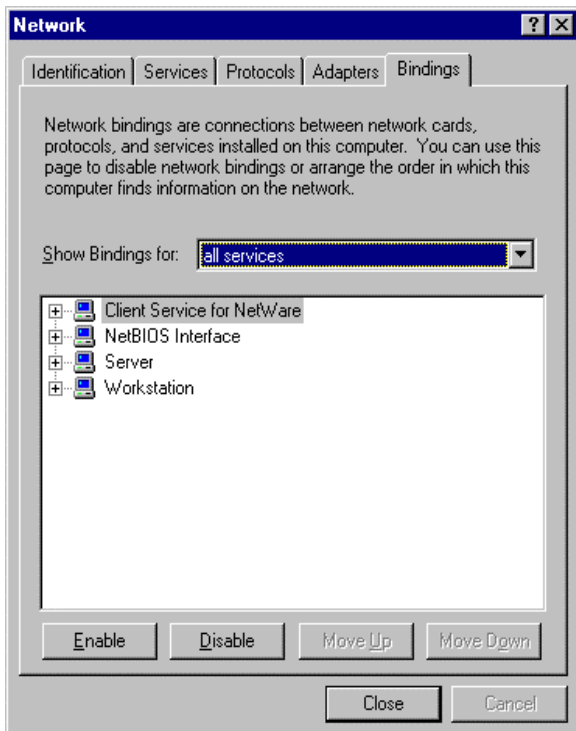 Network
Identification Services Protocols Adapters Bindings
Network bindings are connections between network cards,
protocols, and services installed on this computer. You can use this
page to disable network bindings or arrange the order in which this
computer finds information on the network.
Show Bindings for: all services
Client Service for NetWare
NetBIOS Interface
Server
Workstation
Enable Disable Move Up Move Down
Close Cancel